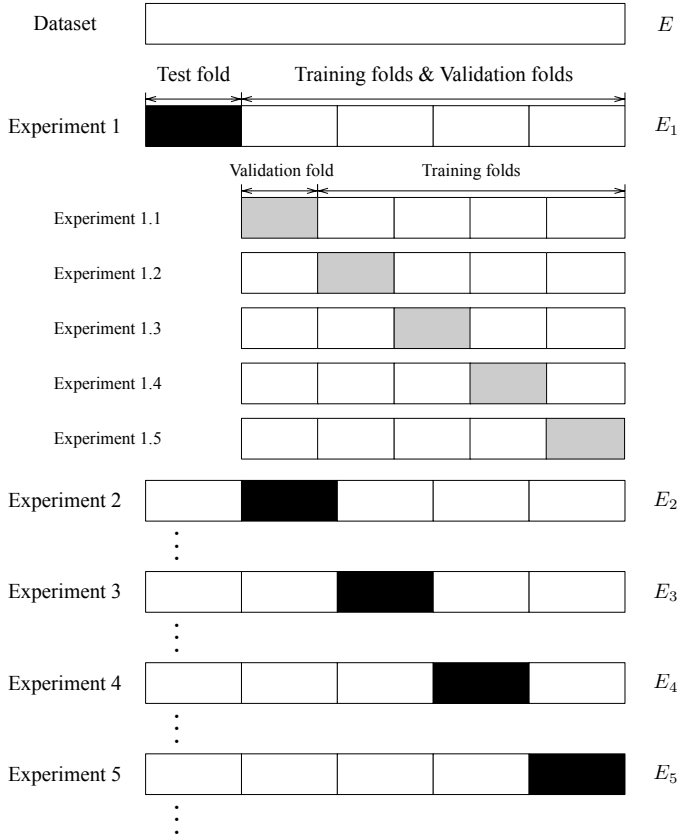 Dataset E
Test fold Training folds & Validation folds
Experiment 1 E₁
Validation fold Training folds
Experiment 1.1
Experiment 1.2
Experiment 1.3
Experiment 1.4
Experiment 1.5
Experiment 2 E₂
Experiment 3 E₃
Experiment 4 E₄
Experiment 5 E₅